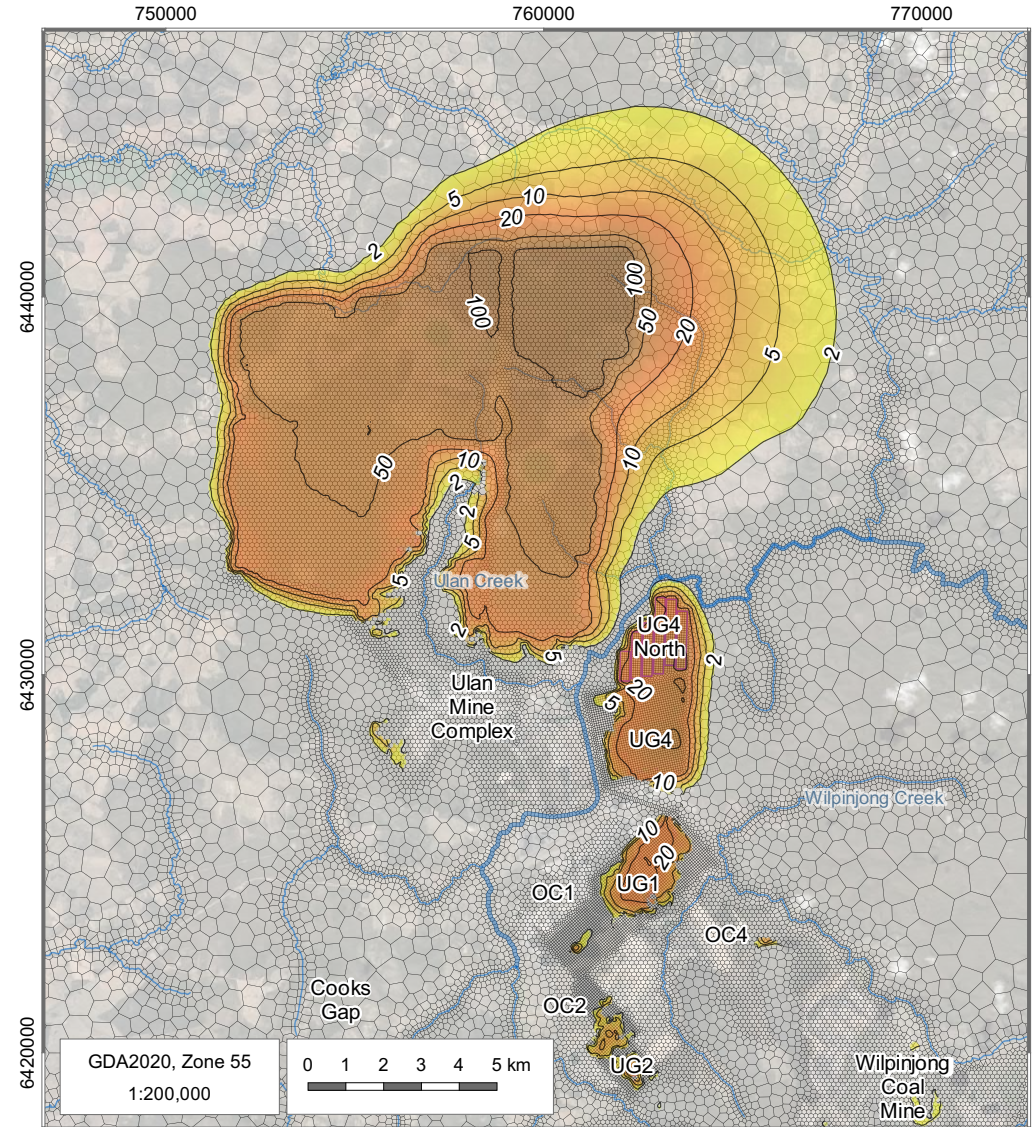 750000
760000
770000
5
10
20
2
6440000
100
100
50
20
5
2
50
10
10
2
2
5
5
Ulan Creek
2
5
UG4
North
2
6430000
20
5
Ulan
Mine
Complex
UG4
10
Wilpinjong Creek
10
20
UG1
OC1
OC4
Cooks
Gap
OC2
6420000
GDA2020, Zone 55
1:200,000
0 1 2 3 4 5 km
UG2
Wilpinjong
Coal
Mine